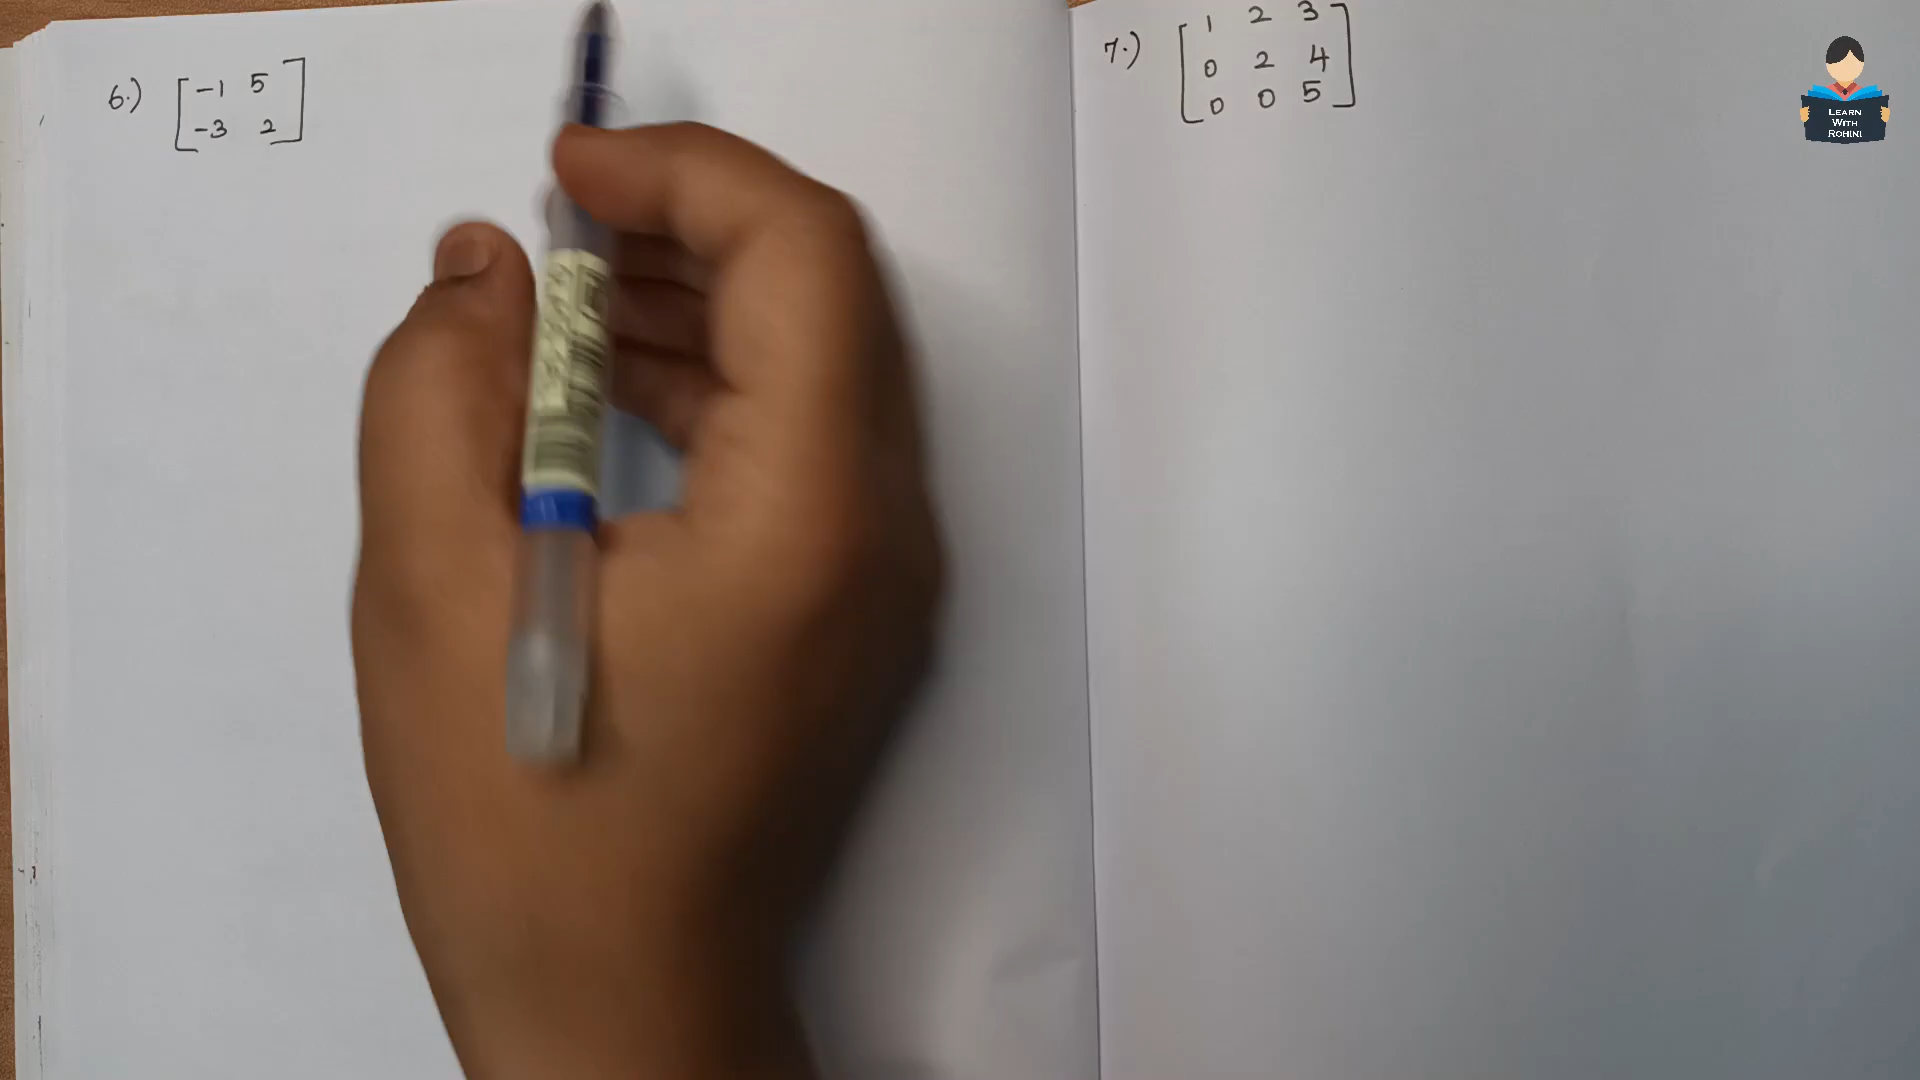 6.) [ -1 5
-3 2 ]
7.) [ 1 2 3
0 2 4
0 0 5 ]
LEARN
WITH
ROHINI